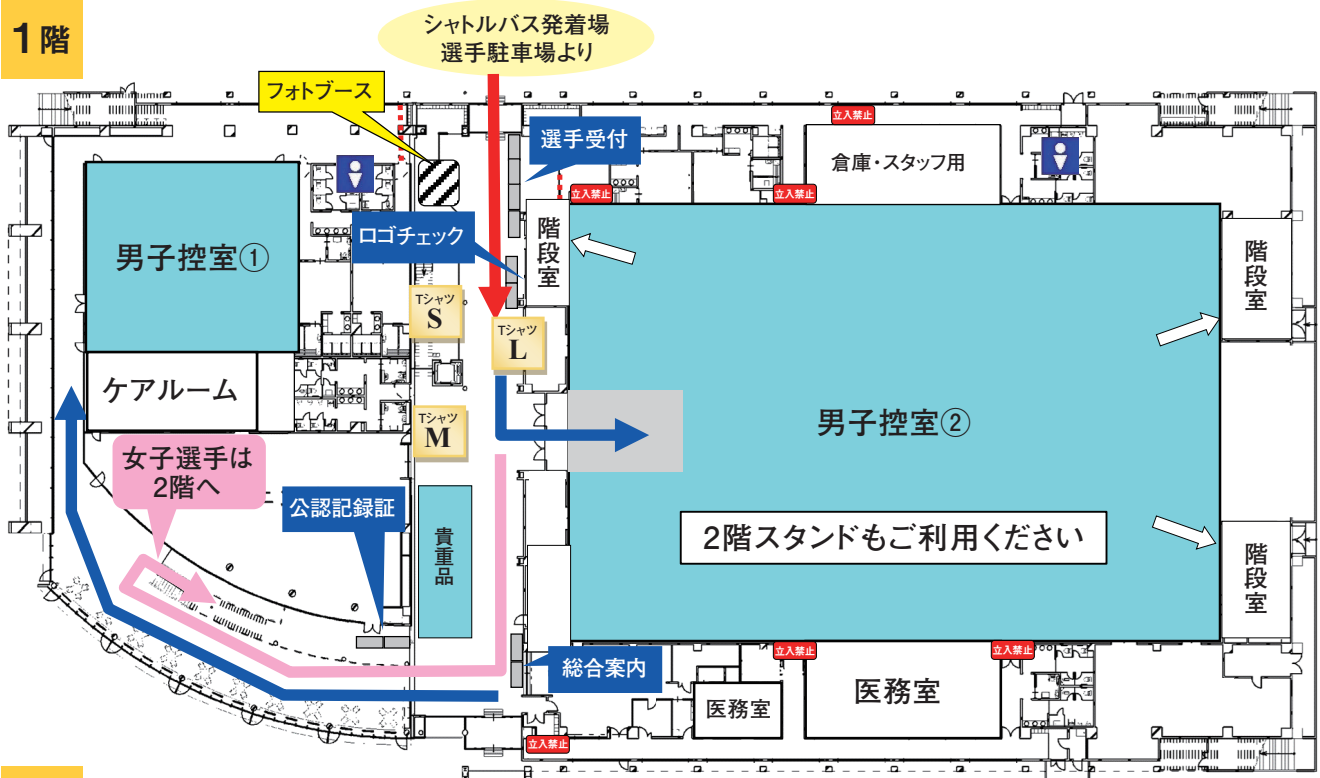 1階
シャトルバス発着場
選手駐車場より
フォトブース
選手受付
立入禁止
倉庫・スタッフ用
立入禁止
立入禁止
ロゴチェック
階段室
階段室
男子控室①
Tシャツ
S
Tシャツ
L
ケアルーム
Tシャツ
M
男子控室②
女子選手は
2階へ
公認記録証
貴重品
2階スタンドもご利用ください
階段室
総合案内
立入禁止
立入禁止
医務室
医務室
立入禁止